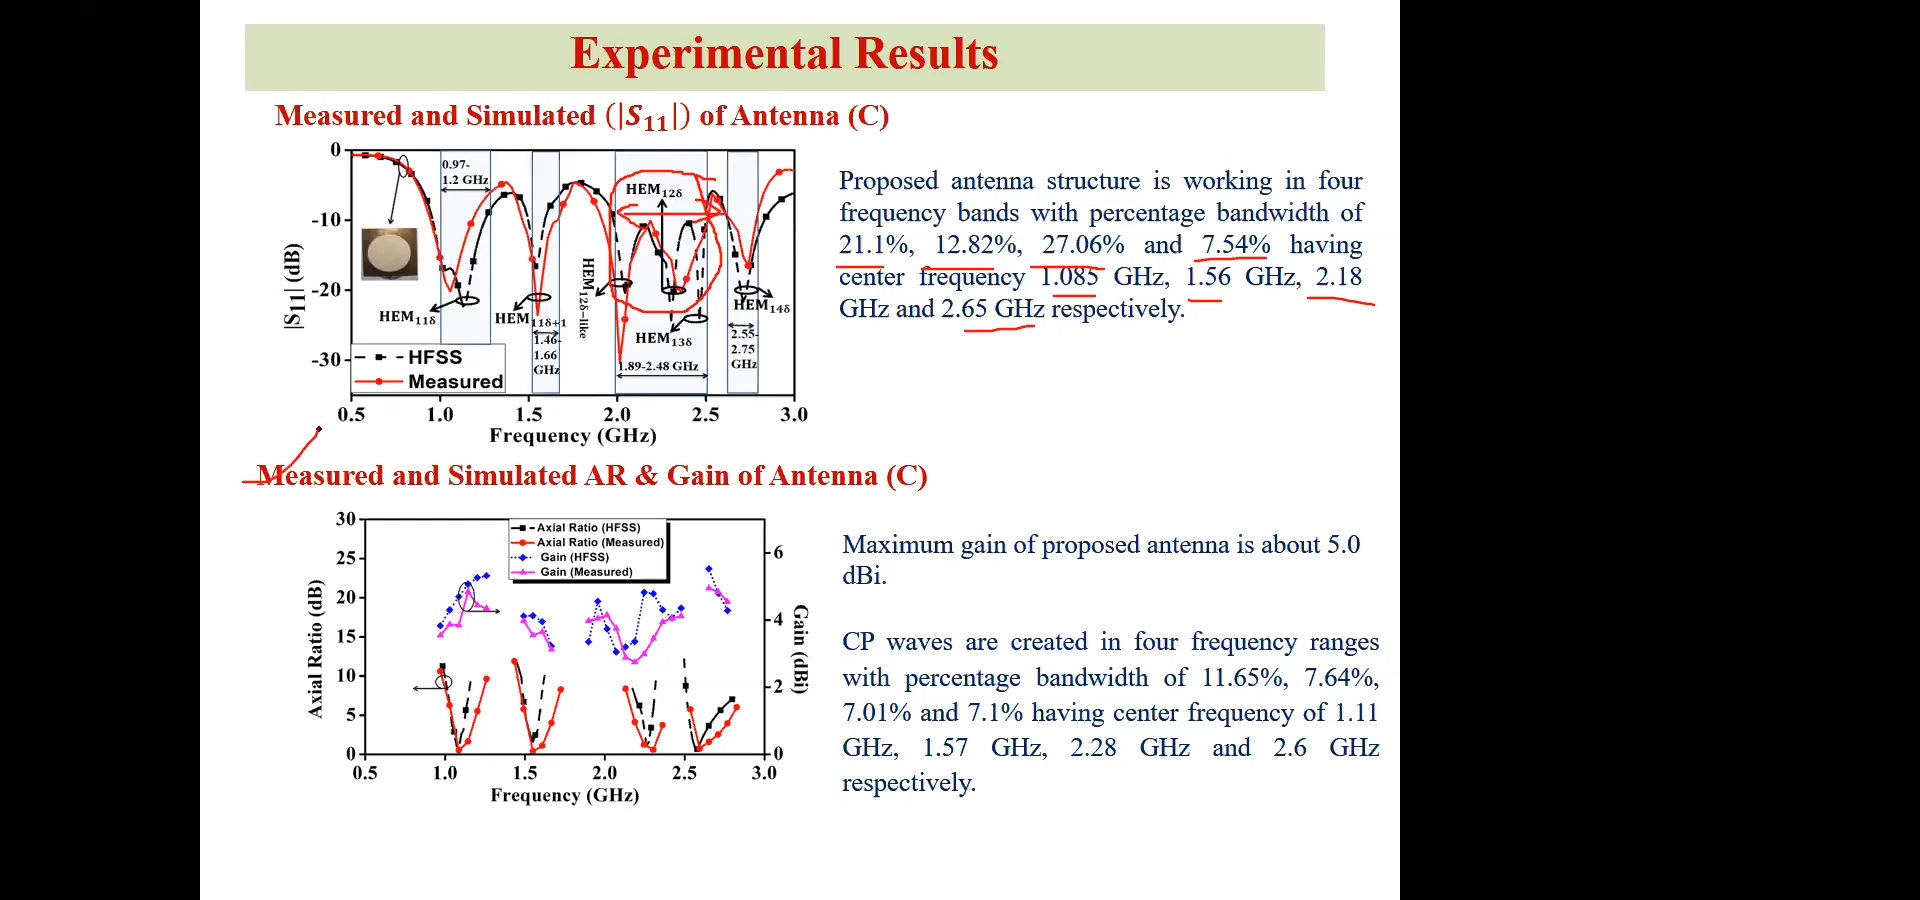 Experimental Results
Measured and Simulated (|S₁₁|) of Antenna (C)
0
-10
-20
-30
|S11| (dB)
0.97-
1.2 GHz
HEM₁₂δ
HEM₁₁δ
HEM₁₁δ₊₁
HEM₁₂δ₋like
HEM₁₃δ
HEM₁₄δ
1.46-
1.66
GHz
1.89-2.48 GHz
2.55-
2.75
GHz
HFSS
Measured
0.5 1.0 1.5 2.0 2.5 3.0
Frequency (GHz)
Proposed antenna structure is working in four
frequency bands with percentage bandwidth of
21.1%, 12.82%, 27.06% and 7.54% having
center frequency 1.085 GHz, 1.56 GHz, 2.18
GHz and 2.65 GHz respectively.
Measured and Simulated AR & Gain of Antenna (C)
30
25
20
15
10
5
0
Axial Ratio (dB)
Axial Ratio (HFSS)
Axial Ratio (Measured)
Gain (HFSS)
Gain (Measured)
6
4
2
0
Gain (dBi)
0.5 1.0 1.5 2.0 2.5 3.0
Frequency (GHz)
Maximum gain of proposed antenna is about 5.0
dBi.
CP waves are created in four frequency ranges
with percentage bandwidth of 11.65%, 7.64%,
7.01% and 7.1% having center frequency of 1.11
GHz, 1.57 GHz, 2.28 GHz and 2.6 GHz
respectively.